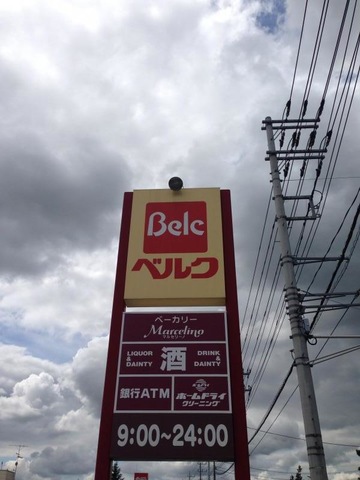 Belc
ベルク
ベーカリー
Marcelino
マルセリーノ
LIQUOR & DAINTY
酒
DRINK & DAINTY
銀行ATM
ホームドライ
クリーニング
9:00～24:00